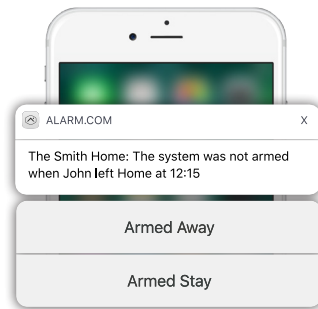 ALARM.COM X
The Smith Home: The system was not armed
when John left Home at 12:15
Armed Away
Armed Stay